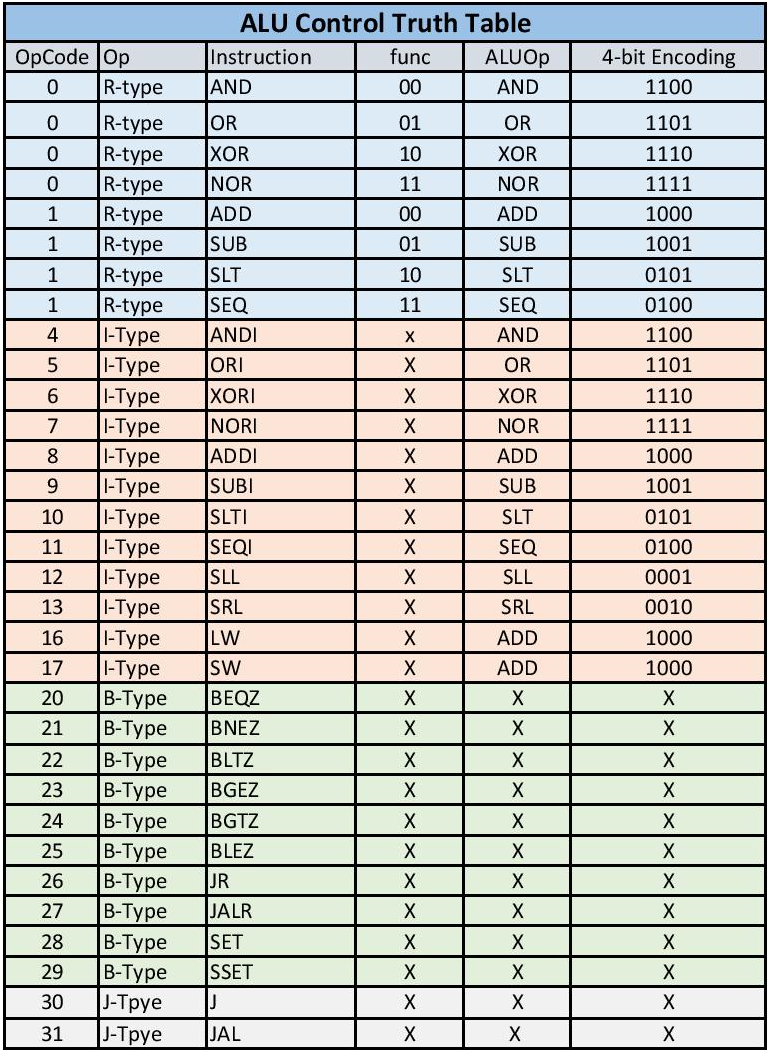 ALU Control Truth Table
OpCode Op Instruction func ALUOp 4-bit Encoding
0 R-type AND 00 AND 1100
0 R-type OR 01 OR 1101
0 R-type XOR 10 XOR 1110
0 R-type NOR 11 NOR 1111
1 R-type ADD 00 ADD 1000
1 R-type SUB 01 SUB 1001
1 R-type SLT 10 SLT 0101
1 R-type SEQ 11 SEQ 0100
4 I-Type ANDI x AND 1100
5 I-Type ORI X OR 1101
6 I-Type XORI X XOR 1110
7 I-Type NORI X NOR 1111
8 I-Type ADDI X ADD 1000
9 I-Type SUBI X SUB 1001
10 I-Type SLTI X SLT 0101
11 I-Type SEQI X SEQ 0100
12 I-Type SLL X SLL 0001
13 I-Type SRL X SRL 0010
16 I-Type LW X ADD 1000
17 I-Type SW X ADD 1000
20 B-Type BEQZ X X X
21 B-Type BNEZ X X X
22 B-Type BLTZ X X X
23 B-Type BGEZ X X X
24 B-Type BGTZ X X X
25 B-Type BLEZ X X X
26 B-Type JR X X X
27 B-Type JALR X X X
28 B-Type SET X X X
29 B-Type SSET X X X
30 J-Tpye J X X X
31 J-Tpye JAL X X X